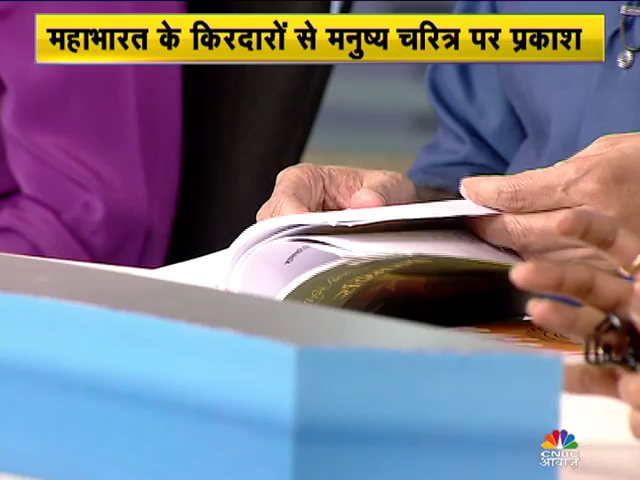 महाभारत के किरदारों से मनुष्य चरित्र पर प्रकाश
CNBC
आवाज़